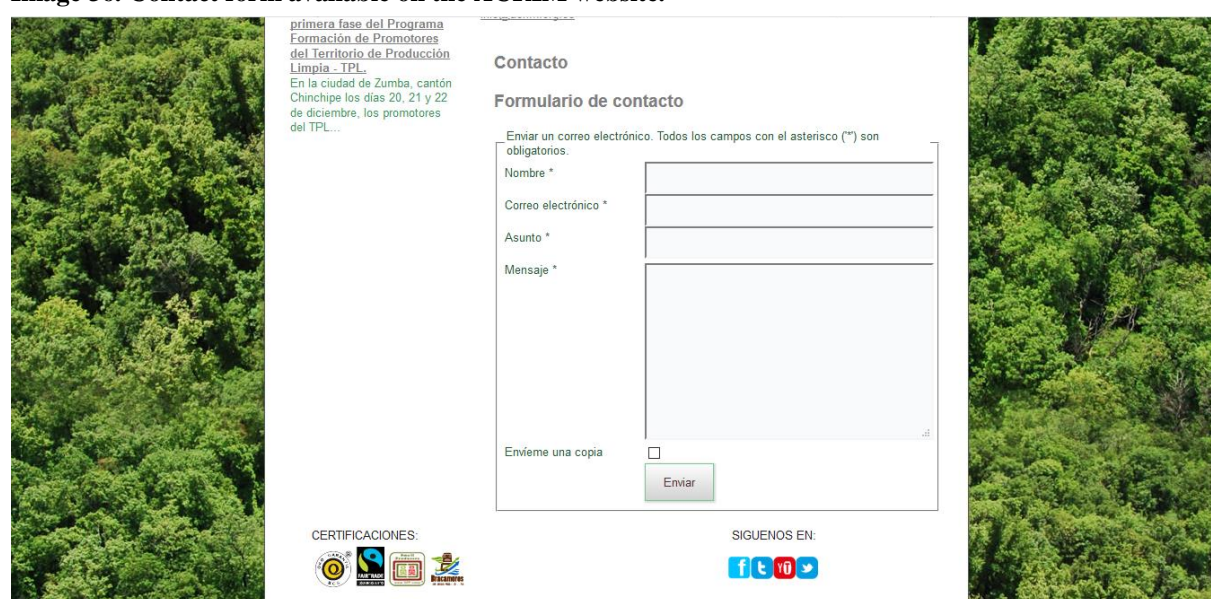 primera fase del Programa
Formación de Promotores
del Territorio de Producción
Limpia - TPL.
En la ciudad de Zumba, cantón
Chinchipe los días 20, 21 y 22
de diciembre, los promotores
del TPL...
Contacto
Formulario de contacto
Enviar un correo electrónico. Todos los campos con el asterisco ('*') son
obligatorios.
Nombre *
Correo electrónico *
Asunto *
Mensaje *
Envíeme una copia
Enviar
CERTIFICACIONES:
SIGUENOS EN:
FAIRTRADE
Bracamoros